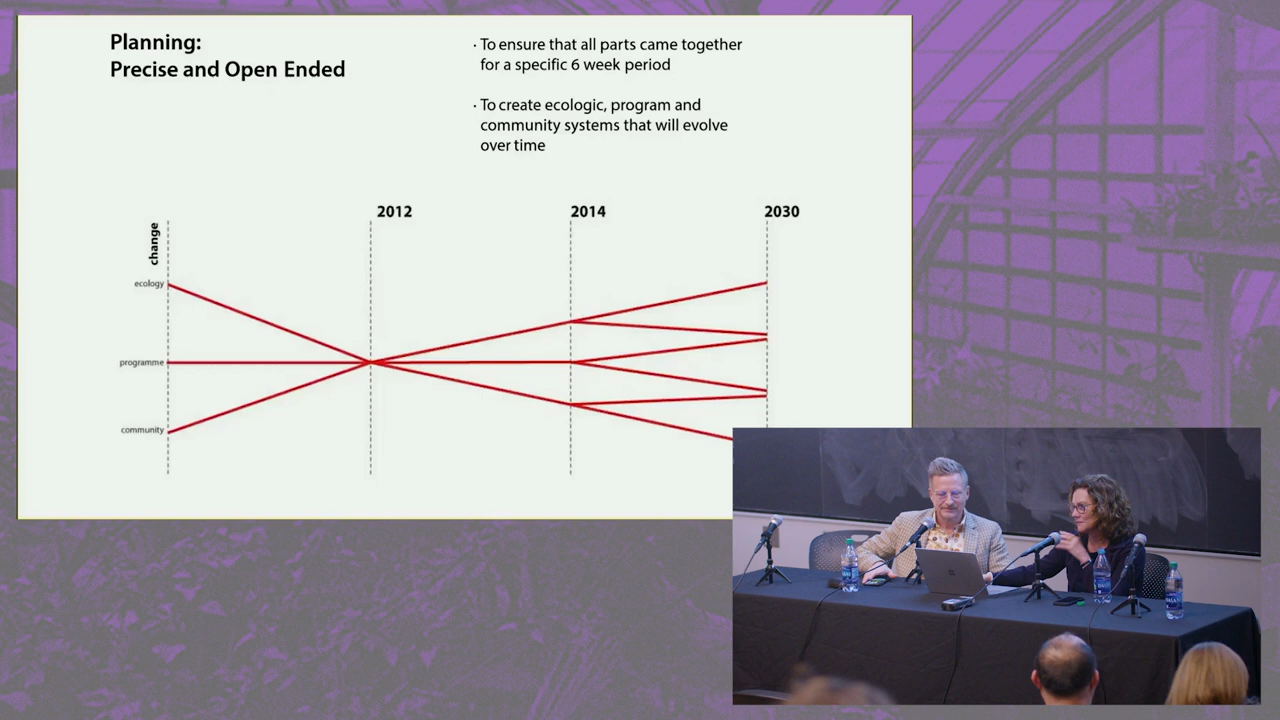 Planning:
Precise and Open Ended
· To ensure that all parts came together
for a specific 6 week period
· To create ecologic, program and
community systems that will evolve
over time
2012
2014
2030
change
ecology
programme
community